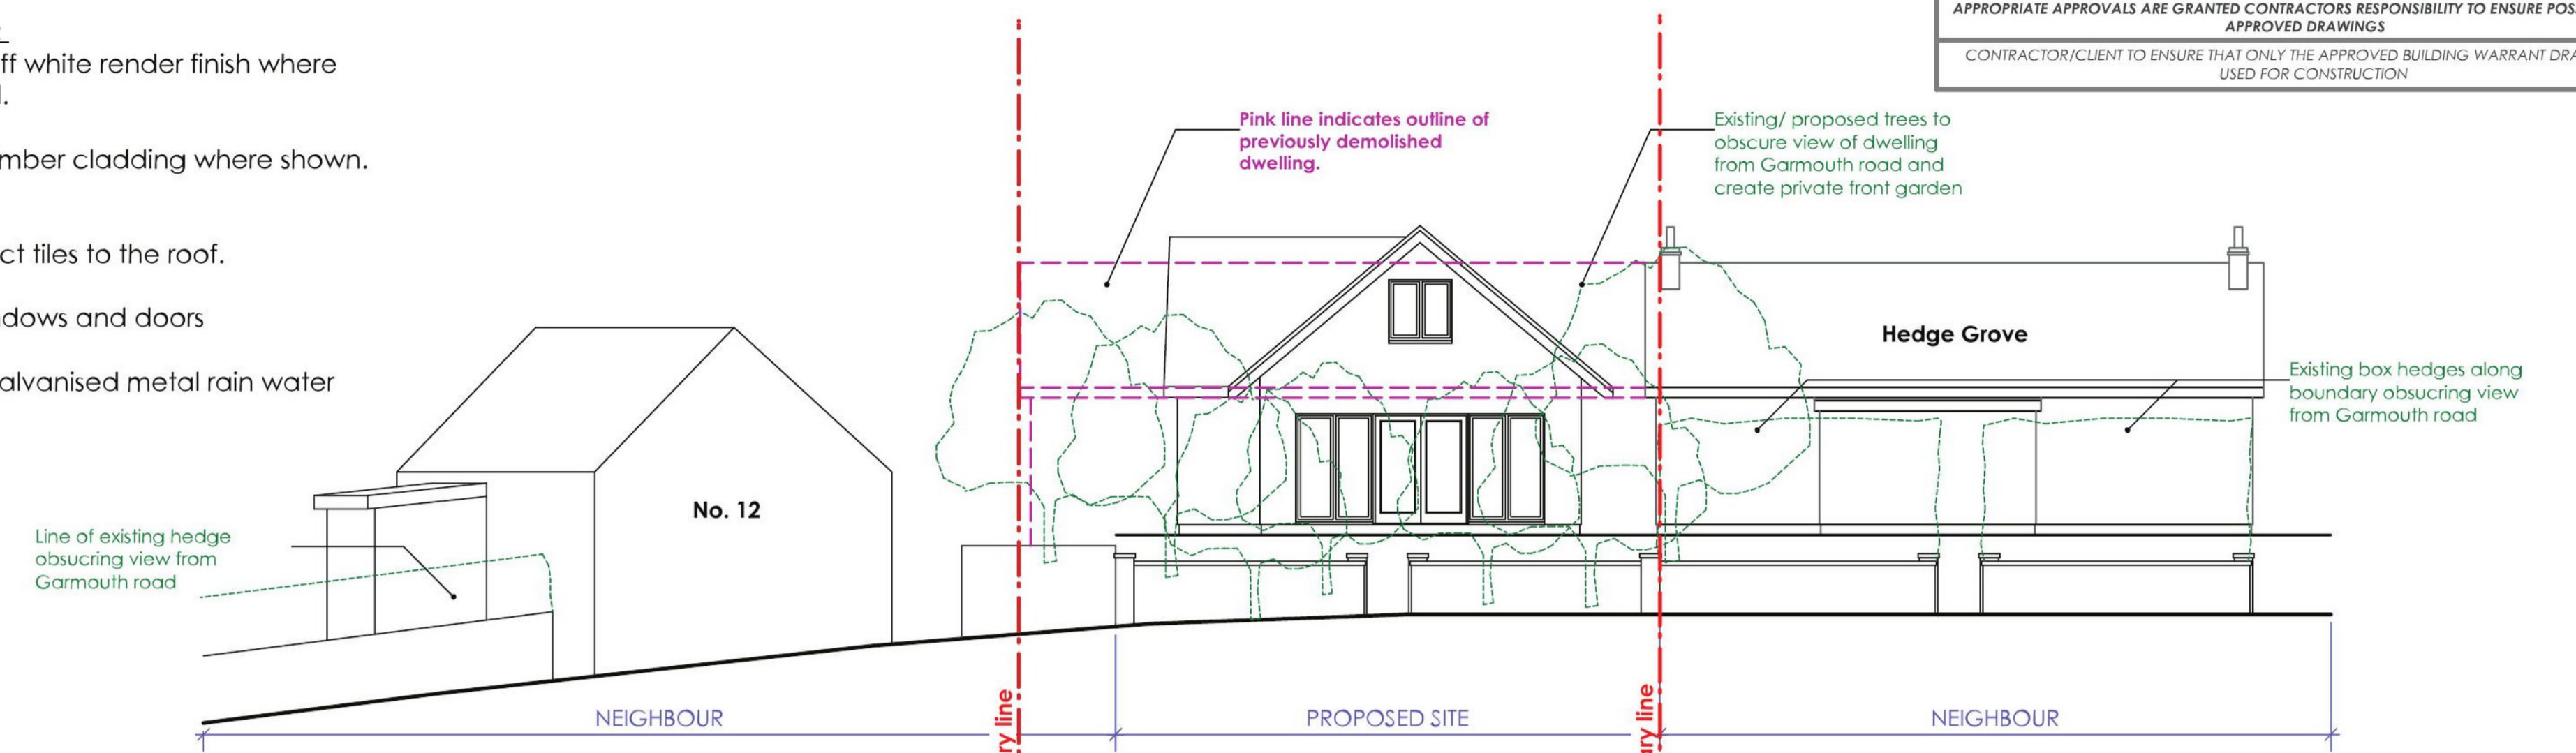 ff white render finish where
mber cladding where shown.
ct tiles to the roof.
dows and doors
alvanised metal rain water
APPROPRIATE APPROVALS ARE GRANTED CONTRACTORS RESPONSIBILITY TO ENSURE POS
APPROVED DRAWINGS
CONTRACTOR/CLIENT TO ENSURE THAT ONLY THE APPROVED BUILDING WARRANT DRA
USED FOR CONSTRUCTION
Pink line indicates outline of
previously demolished
dwelling.
Existing/ proposed trees to
obscure view of dwelling
from Garmouth road and
create private front garden
Hedge Grove
Existing box hedges along
boundary obsucring view
from Garmouth road
No. 12
Line of existing hedge
obsucring view from
Garmouth road
NEIGHBOUR
ry line
PROPOSED SITE
ry line
NEIGHBOUR